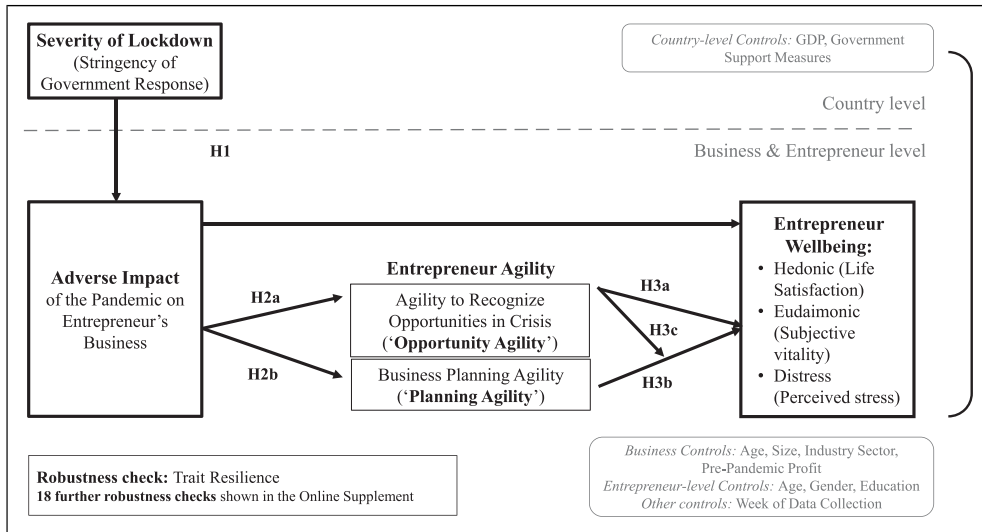 Severity of Lockdown
(Stringency of
Government Response)
Country-level Controls: GDP, Government
Support Measures
Country level
H1
Business & Entrepreneur level
Adverse Impact
of the Pandemic on
Entrepreneur's
Business
H2a
H2b
Entrepreneur Agility
Agility to Recognize
Opportunities in Crisis
('Opportunity Agility')
Business Planning Agility
('Planning Agility')
H3a
H3c
H3b
Entrepreneur
Wellbeing:
• Hedonic (Life
Satisfaction)
• Eudaimonic
(Subjective
vitality)
• Distress
(Perceived stress)
Robustness check: Trait Resilience
18 further robustness checks shown in the Online Supplement
Business Controls: Age, Size, Industry Sector,
Pre-Pandemic Profit
Entrepreneur-level Controls: Age, Gender, Education
Other controls: Week of Data Collection